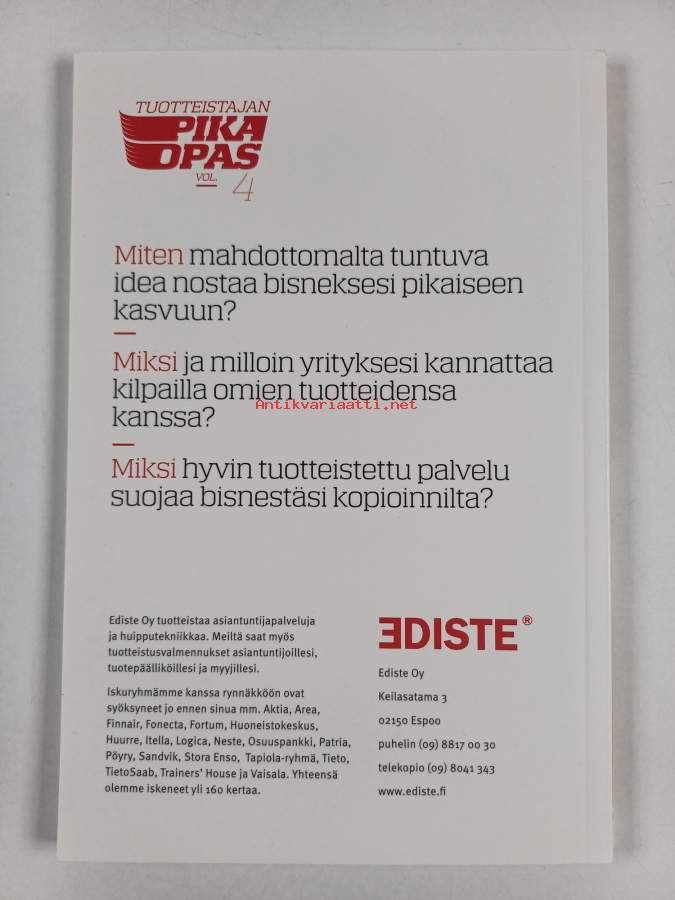 TUOTTEISTAJAN
PIKA
OPAS
VOL. 4
Miten mahdottomalta tuntuva
idea nostaa bisneksesi pikaiseen
kasvuun?
Miksi ja milloin yrityksesi kannattaa
kilpailla omien tuotteidensa
kanssa?
Antikvariaatti.net
Miksi hyvin tuotteistettu palvelu
suojaa bisnestäsi kopioinnilta?
Ediste Oy tuotteistaa asiantuntijapalveluja
ja huipputekniikkaa. Meiltä saat myös
tuotteistusvalmennukset asiantuntijoillesi,
tuotepäälliköillesi ja myyjillesi.
Iskuryhmämme kanssa rynnäkköön ovat
syöksyneet jo ennen sinua mm. Aktia, Area,
Finnair, Fonecta, Fortum, Huoneistokeskus,
Huurre, Itella, Logica, Neste, Osuuspankki, Patria,
Pöyry, Sandvik, Stora Enso, Tapiola-ryhmä, Tieto,
TietoSaab, Trainers' House ja Vaisala. Yhteensä
olemme iskeneet yli 160 kertaa.
EDISTE®
Ediste Oy
Keilasatama 3
02150 Espoo
puhelin (09) 8817 00 30
telekopio (09) 8041 343
www.ediste.fi